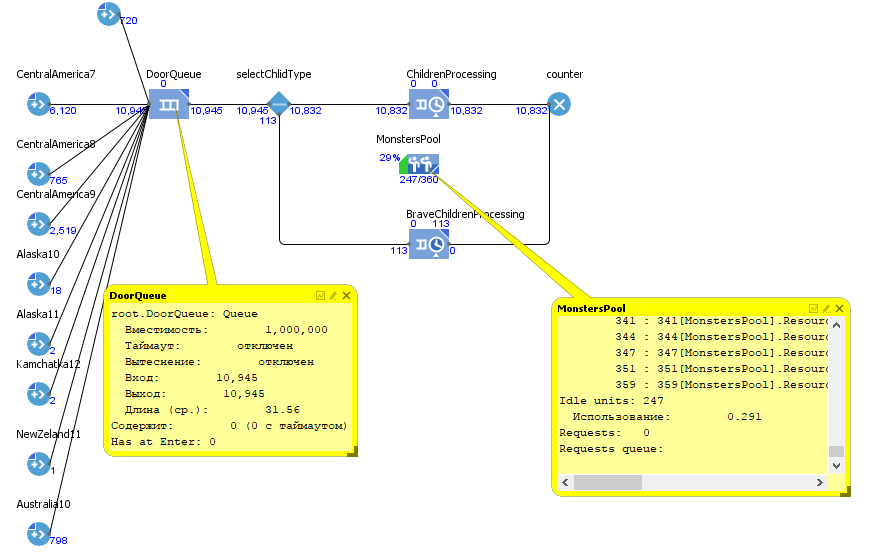 720
CentralAmerica7
DoorQueue
selectChlidType
ChildrenProcessing
counter
0
0 0
6,120
10,945
10,945
10,945
10,832
10,832
10,832
10,832
113
MonstersPool
CentralAmerica8
29%
765
247/360
CentralAmerica9
BraveChildrenProcessing
0 113
2,519
113
0
Alaska10
18
DoorQueue
root.DoorQueue: Queue
Вместимость: 1,000,000
Таймаут: отключен
Вытеснение: отключен
Вход: 10,945
Выход: 10,945
Длина (ср.): 31.56
Содержит: 0 (0 с таймаутом)
Has at Enter: 0
MonstersPool
341 : 341[MonstersPool].Resour
344 : 344[MonstersPool].Resour
347 : 347[MonstersPool].Resour
351 : 351[MonstersPool].Resour
359 : 359[MonstersPool].Resour
Idle units: 247
Использование: 0.291
Requests: 0
Requests queue:
Alaska11
2
Kamchatka12
2
NewZeland11
1
Australia10
798